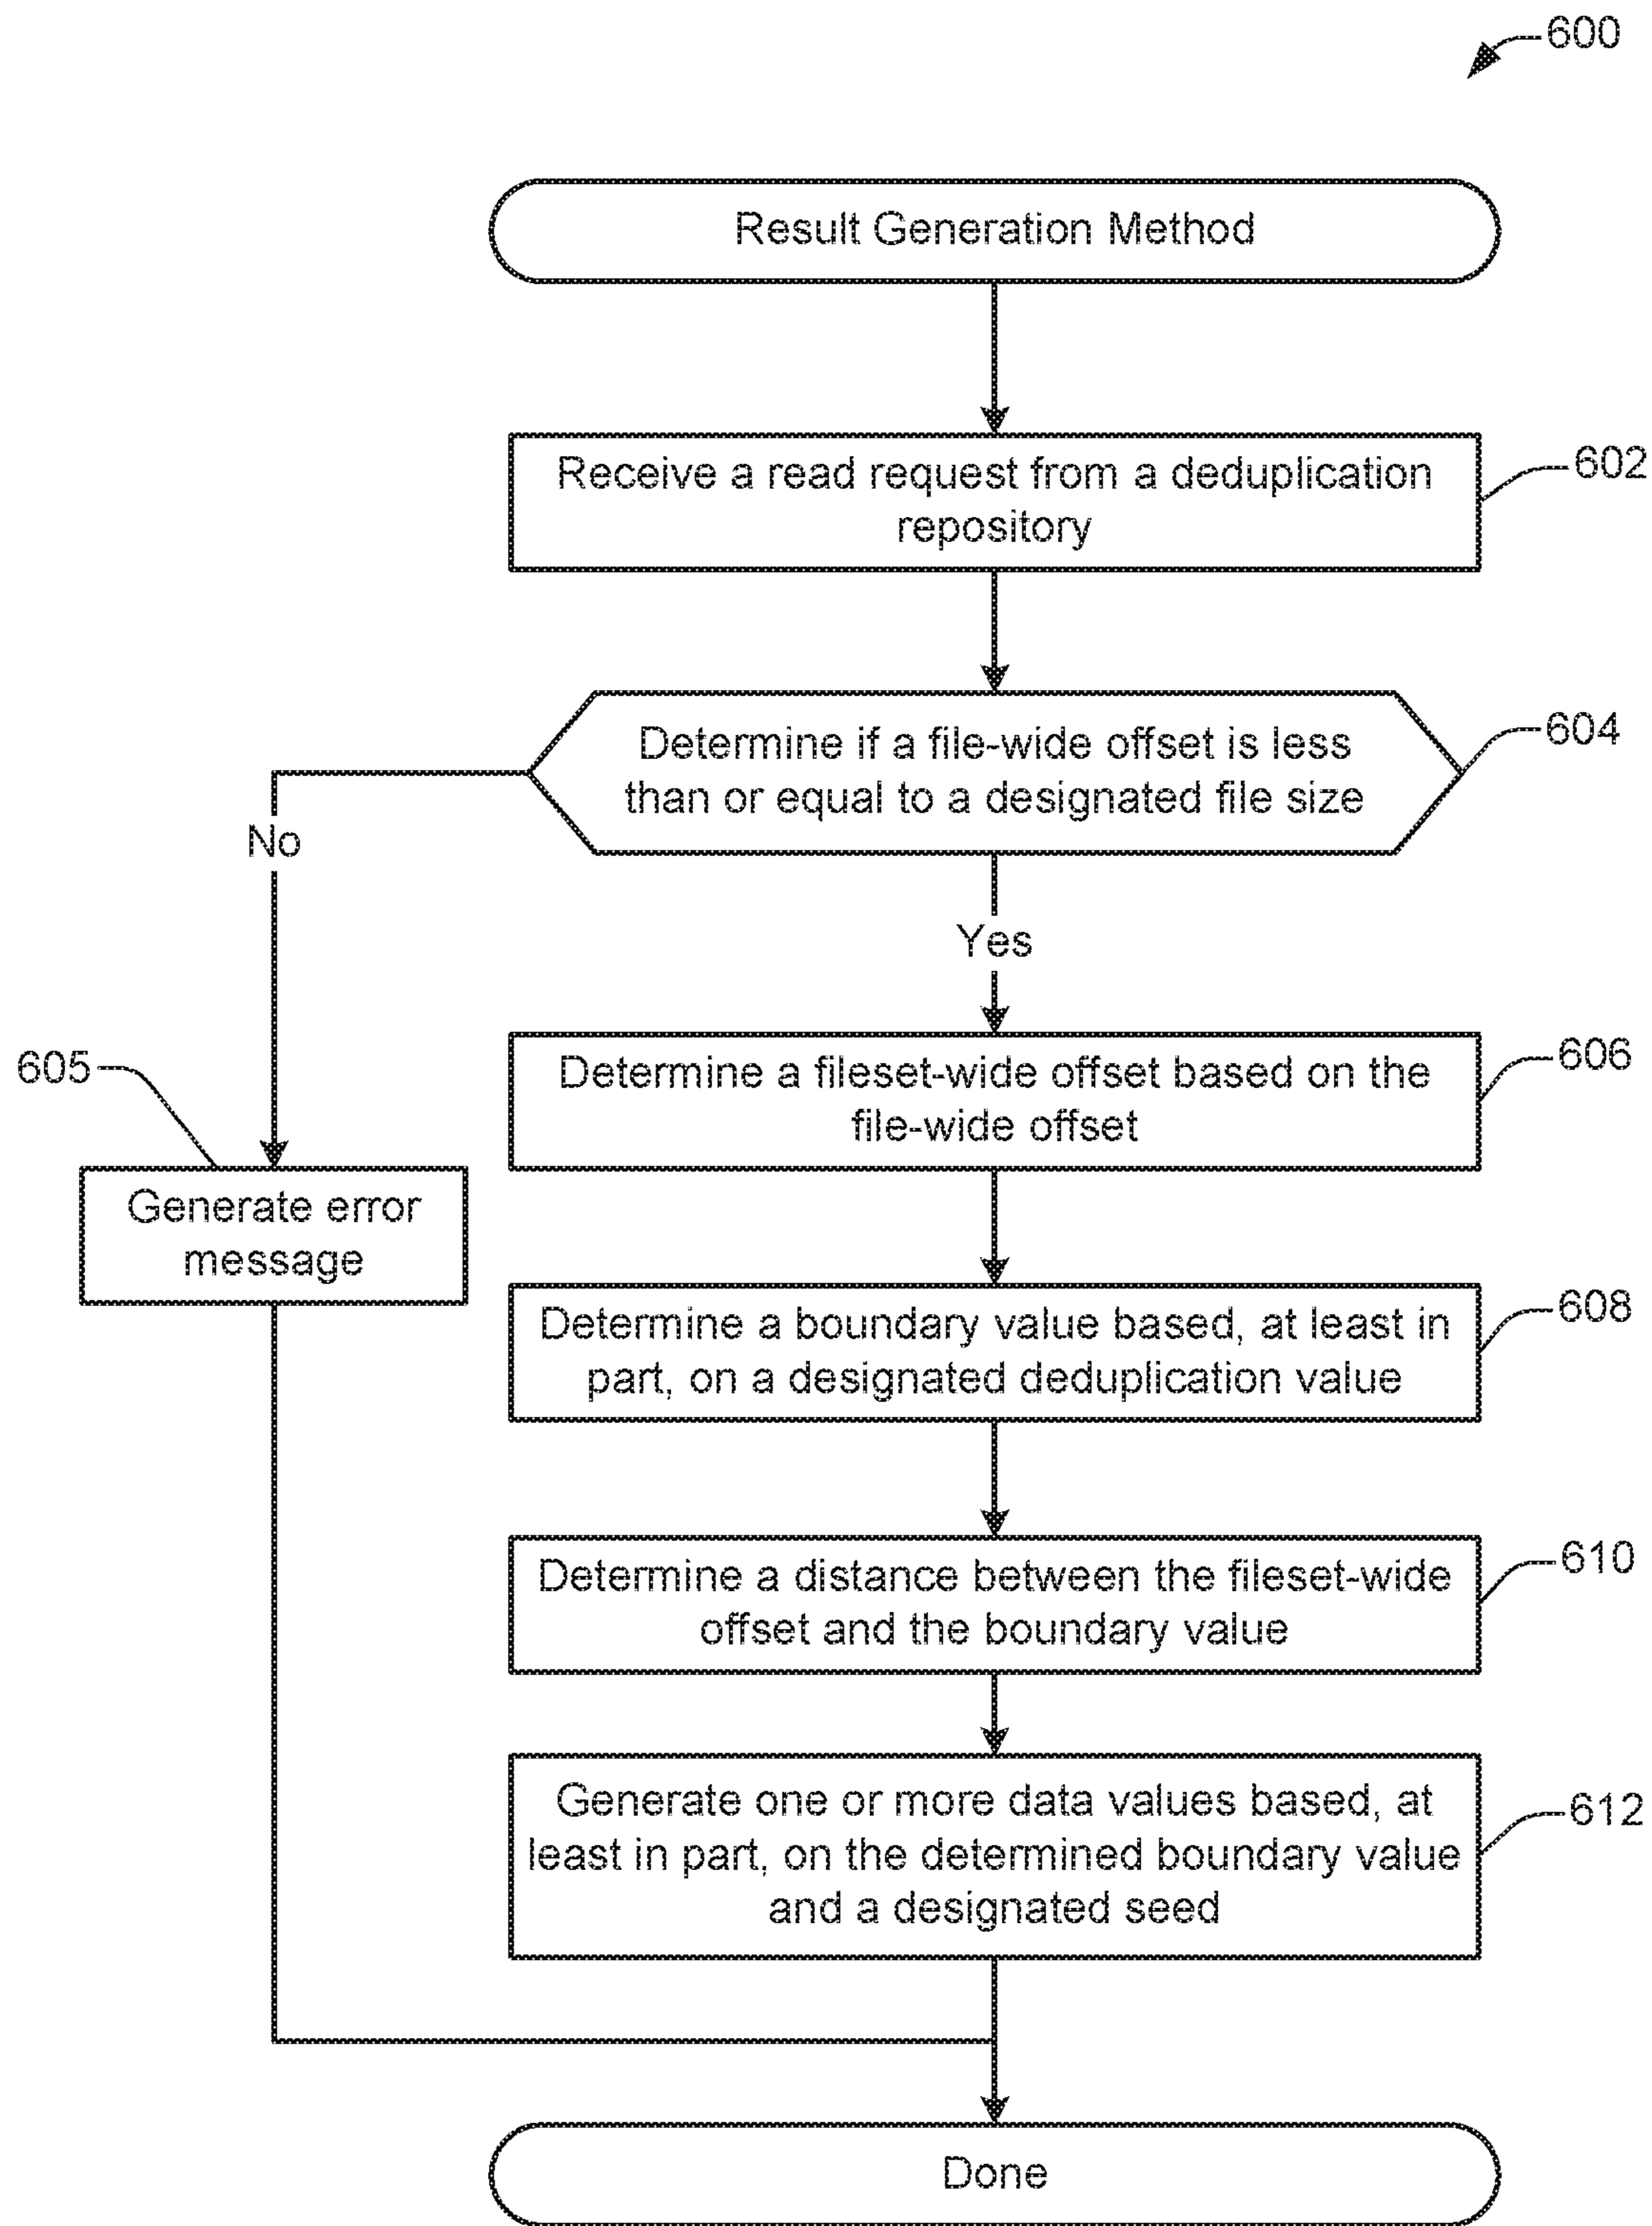 600
Result Generation Method
Receive a read request from a deduplication
repository
602
Determine if a file-wide offset is less
than or equal to a designated file size
604
No
Yes
605
Generate error
message
Determine a fileset-wide offset based on the
file-wide offset
606
Determine a boundary value based, at least in
part, on a designated deduplication value
608
Determine a distance between the fileset-wide
offset and the boundary value
610
Generate one or more data values based, at
least in part, on the determined boundary value
and a designated seed
612
Done